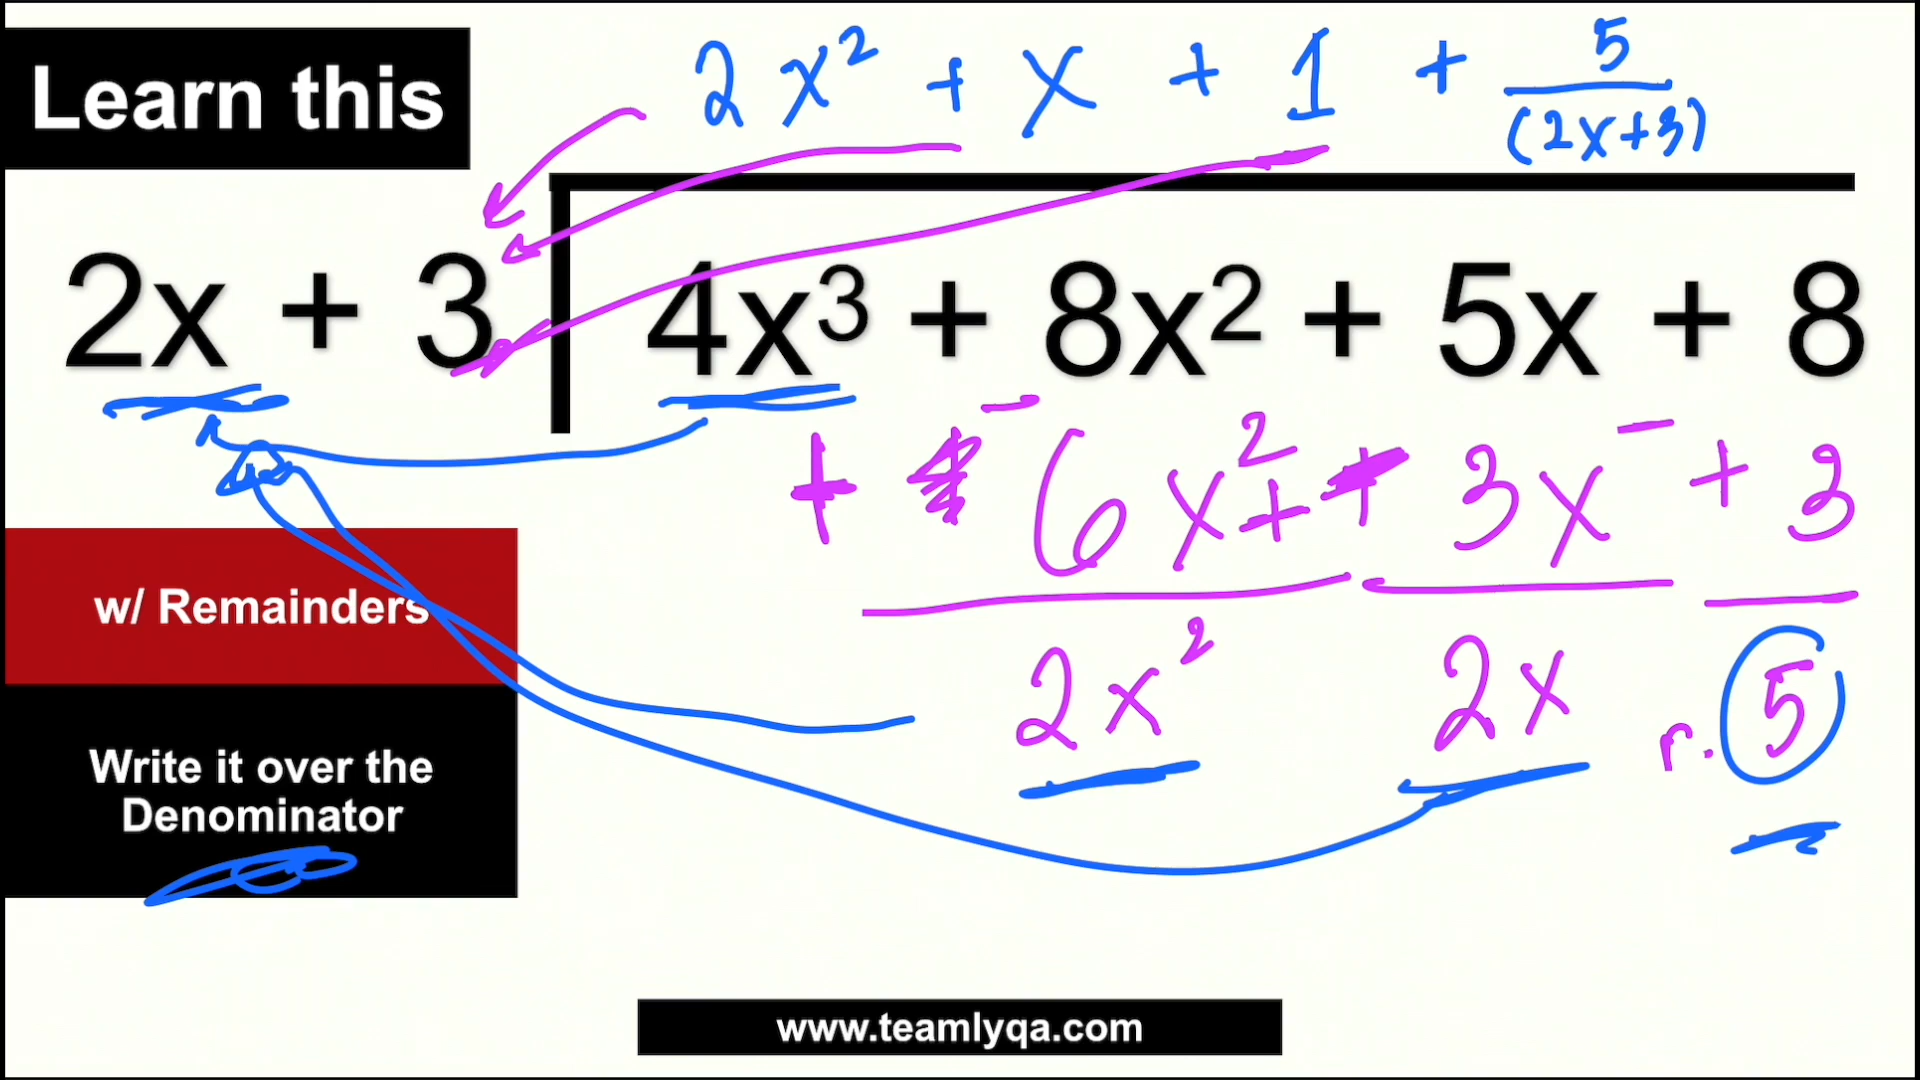 Learn this
2x² + x + 1 + 5/(2x+3)
2x + 3 4x³ + 8x² + 5x + 8
− −
+ 6x² + + 3x + 3
w/ Remainders
2x² 2x r. 5
Write it over the
Denominator
www.teamlyqa.com